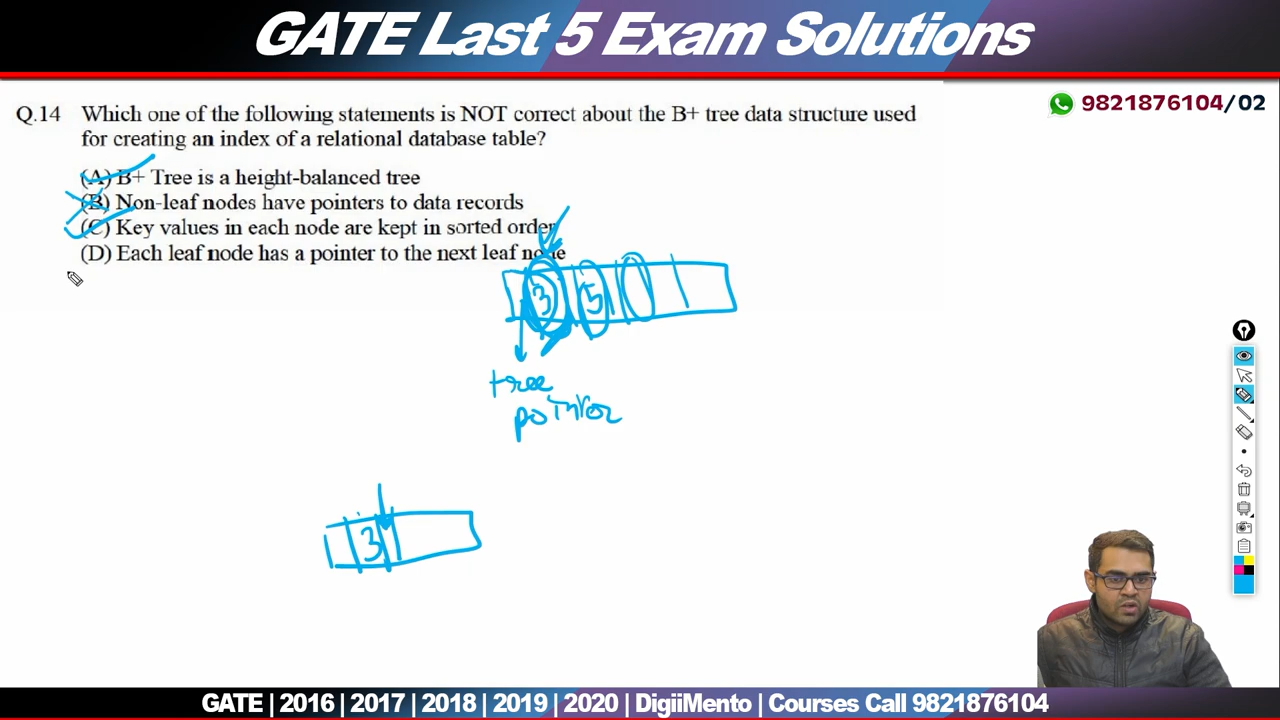 GATE Last 5 Exam Solutions
9821876104/02
Q.14 Which one of the following statements is NOT correct about the B+ tree data structure used
for creating an index of a relational database table?
(A) B+ Tree is a height-balanced tree
(B) Non-leaf nodes have pointers to data records
(C) Key values in each node are kept in sorted order
(D) Each leaf node has a pointer to the next leaf node
3 5
tree
pointer
3
GATE | 2016 | 2017 | 2018 | 2019 | 2020 | DigiiMento | Courses Call 9821876104